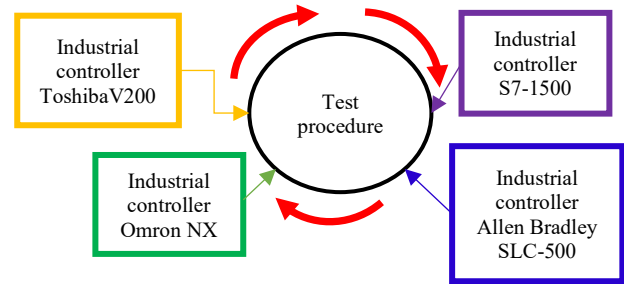 Industrial
controller
ToshibaV200
Test
procedure
Industrial
controller
S7-1500
Industrial
controller
Omron NX
Industrial
controller
Allen Bradley
SLC-500